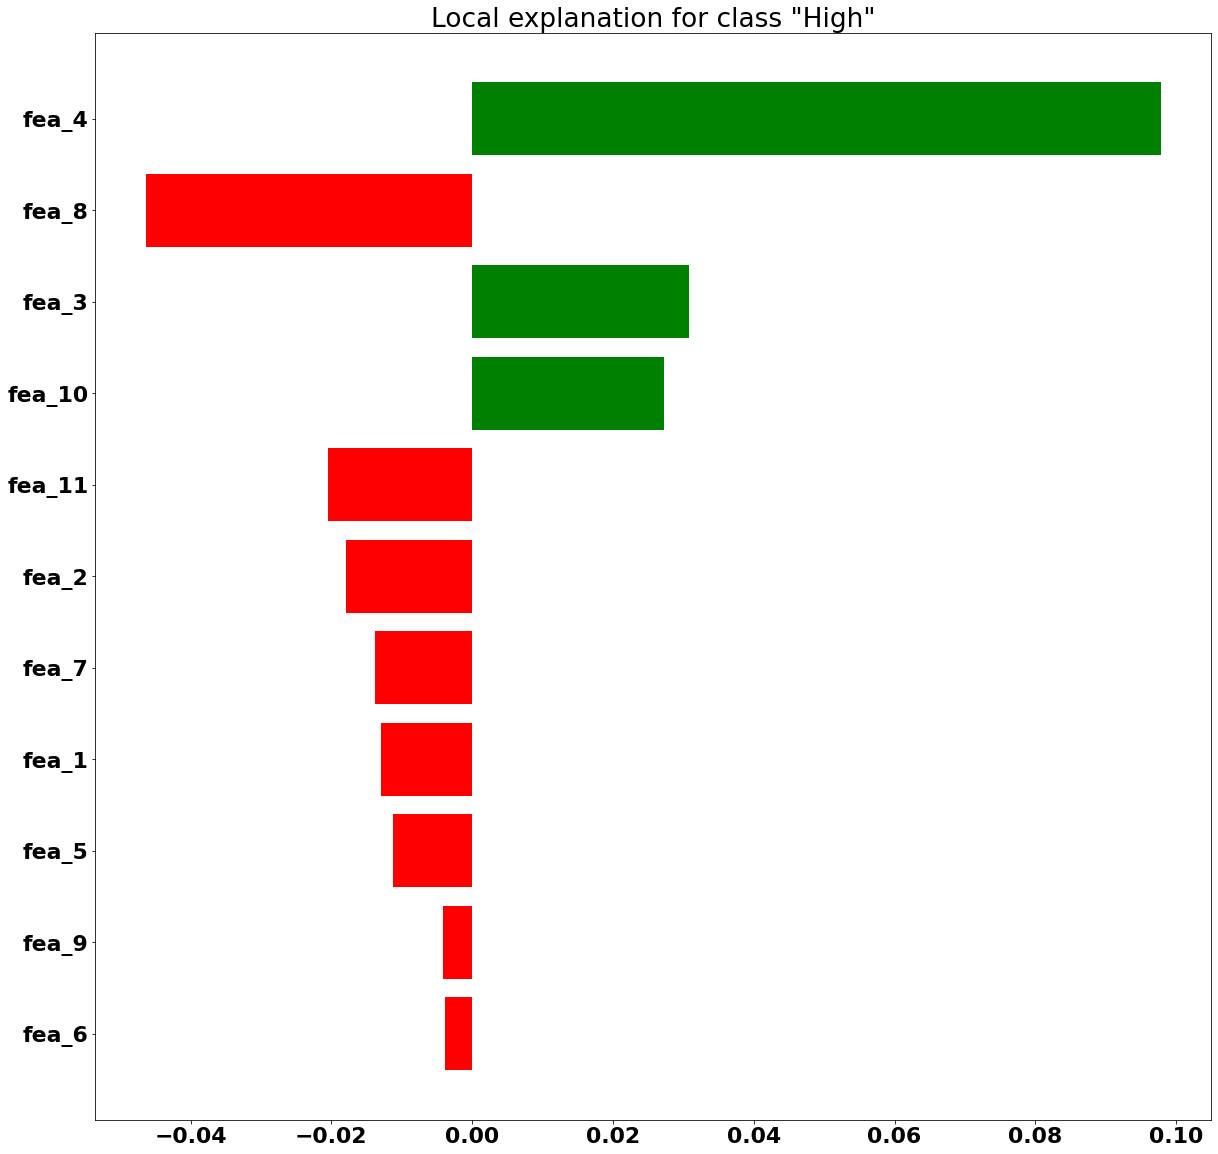 Local explanation for class "High"
fea_4
fea_8
fea_3
fea_10
fea_11
fea_2
fea_7
fea_1
fea_5
fea_9
fea_6
−0.04 −0.02 0.00 0.02 0.04 0.06 0.08 0.10